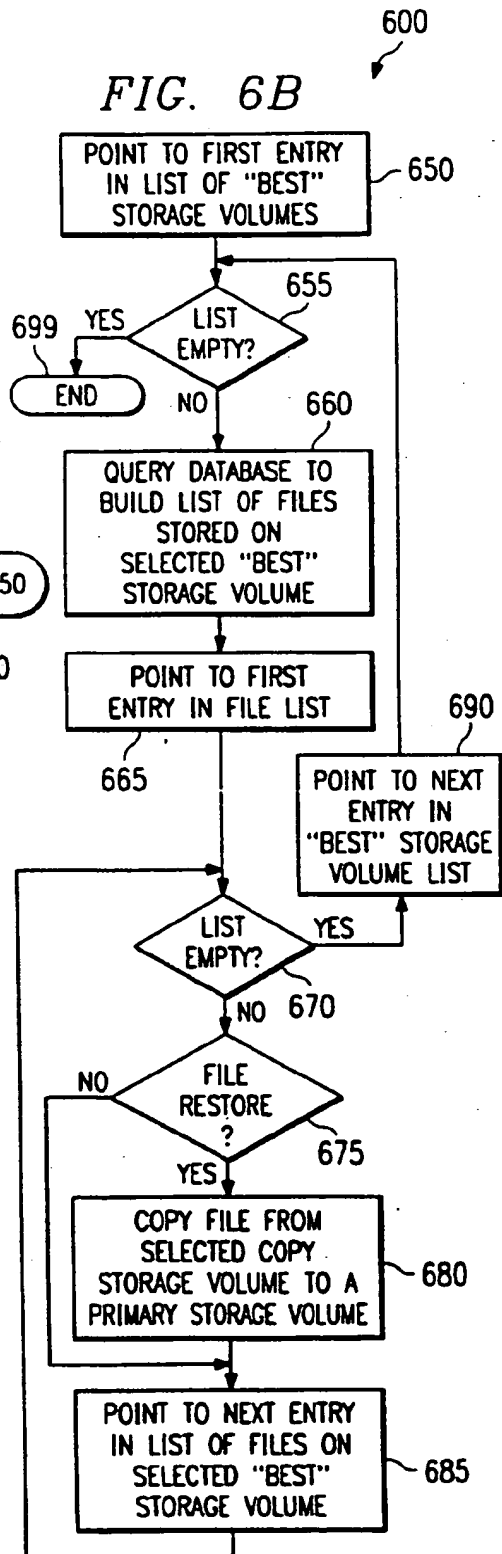 600
FIG. 6B
POINT TO FIRST ENTRY
IN LIST OF "BEST"
STORAGE VOLUMES
650
655
LIST
EMPTY?
YES
699
END
NO
660
QUERY DATABASE TO
BUILD LIST OF FILES
STORED ON
SELECTED "BEST"
STORAGE VOLUME
50
0
POINT TO FIRST
ENTRY IN FILE LIST
665
690
POINT TO NEXT
ENTRY IN
"BEST" STORAGE
VOLUME LIST
LIST
EMPTY?
YES
670
NO
FILE
RESTORE
?
NO
675
YES
COPY FILE FROM
SELECTED COPY
STORAGE VOLUME TO A
PRIMARY STORAGE VOLUME
680
POINT TO NEXT ENTRY
IN LIST OF FILES ON
SELECTED "BEST"
STORAGE VOLUME
685